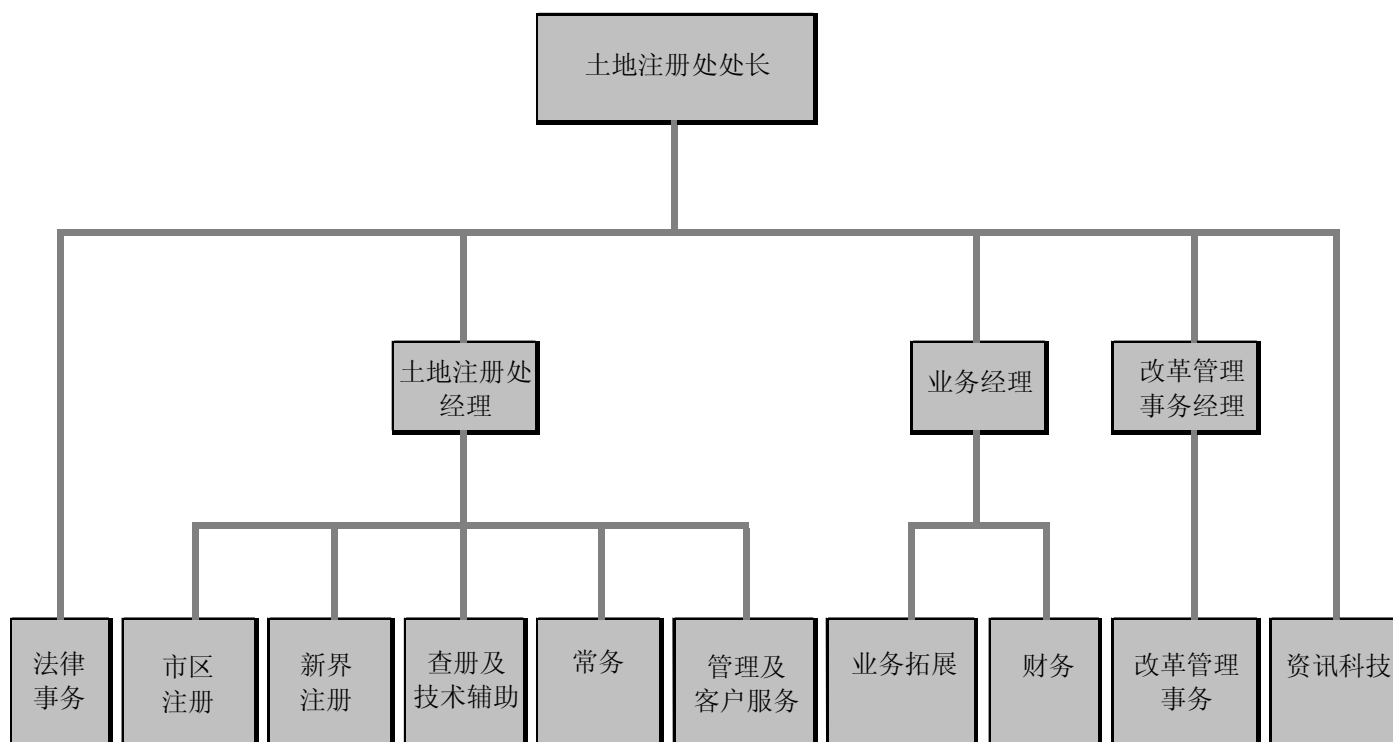 土地注册处处长
土地注册处
经理
业务经理
改革管理
事务经理
法律
事务
市区
注册
新界
注册
查册及
技术辅助
常务
管理及
客户服务
业务拓展
财务
改革管理
事务
资讯科技